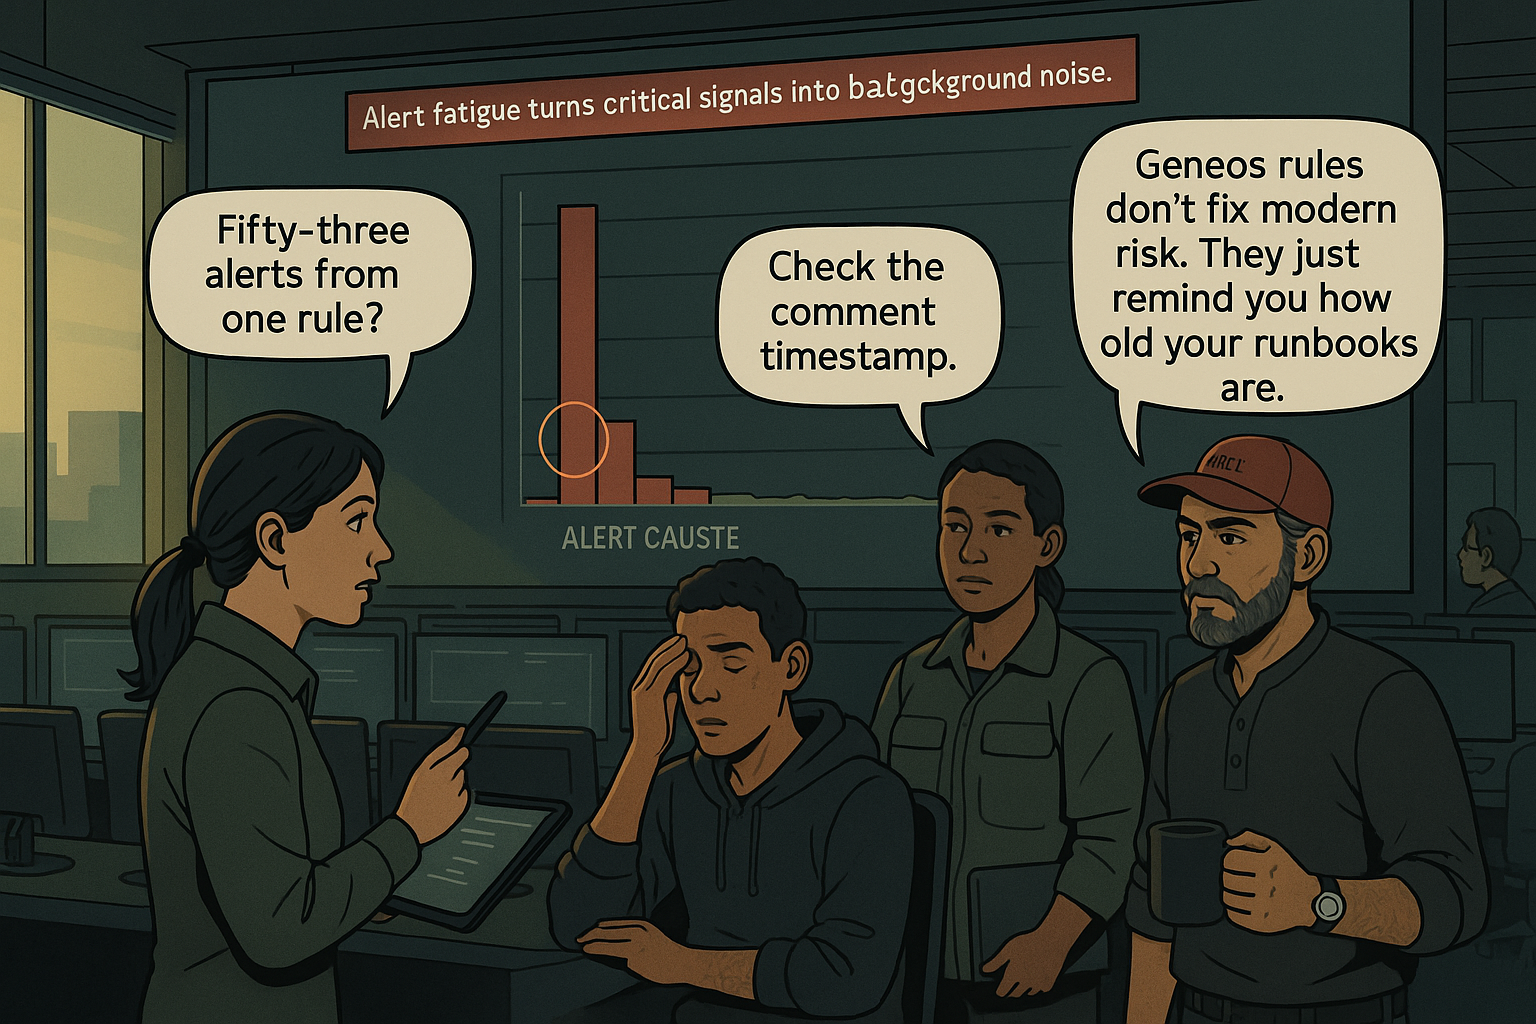 Alert fatigue turns critical signals into batgckground noise.
Fifty-three
alerts from
one rule?
Check the
comment
timestamp.
Geneos rules
don't fix modern
risk. They just
remind you how
old your runbooks
are.
ALERT CAUSTE